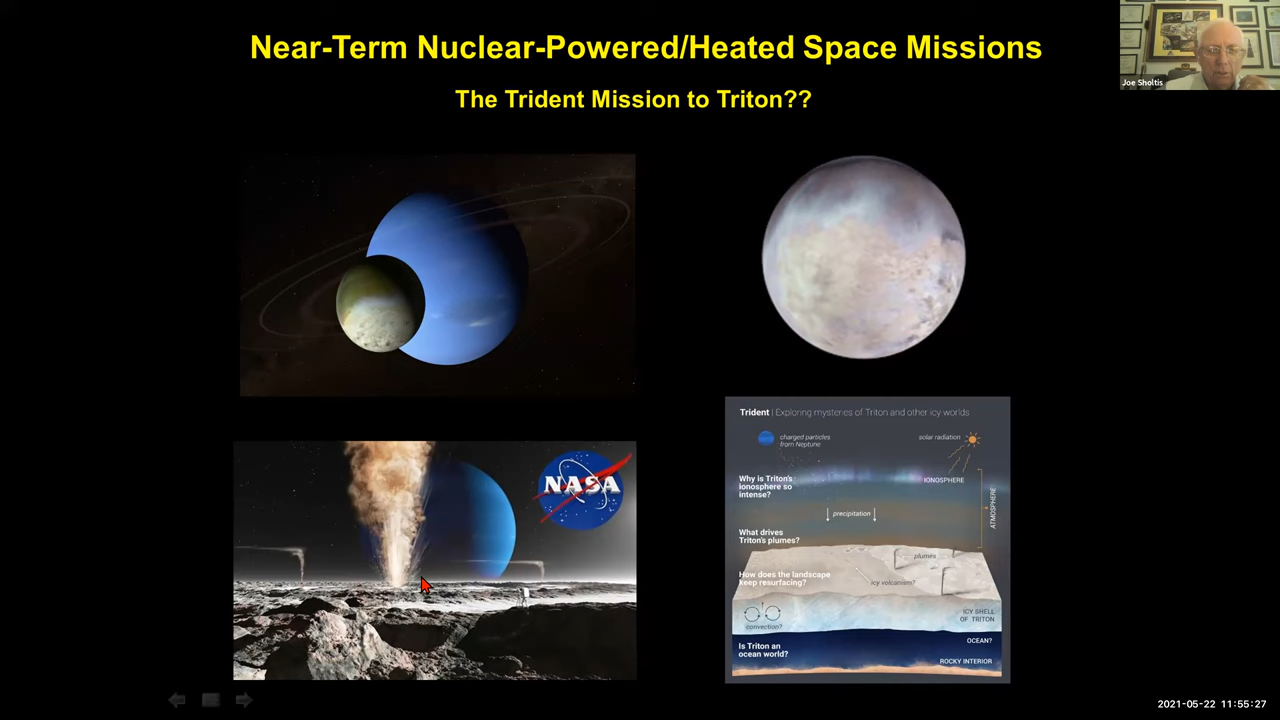 Near-Term Nuclear-Powered/Heated Space Missions
Joe Sholtis
The Trident Mission to Triton??
NASA
Trident | Exploring mysteries of Triton and other icy worlds
charged particles
from Neptune
solar radiation
Why is Triton's
ionosphere so
intense?
IONOSPHERE
ATMOSPHERE
precipitation
What drives
Triton's plumes?
plumes
How does the landscape
keep resurfacing?
icy volcanism?
convection?
ICY SHELL
OF TRITON
Is Triton an
ocean world?
OCEAN?
ROCKY INTERIOR
2021-05-22 11:55:27